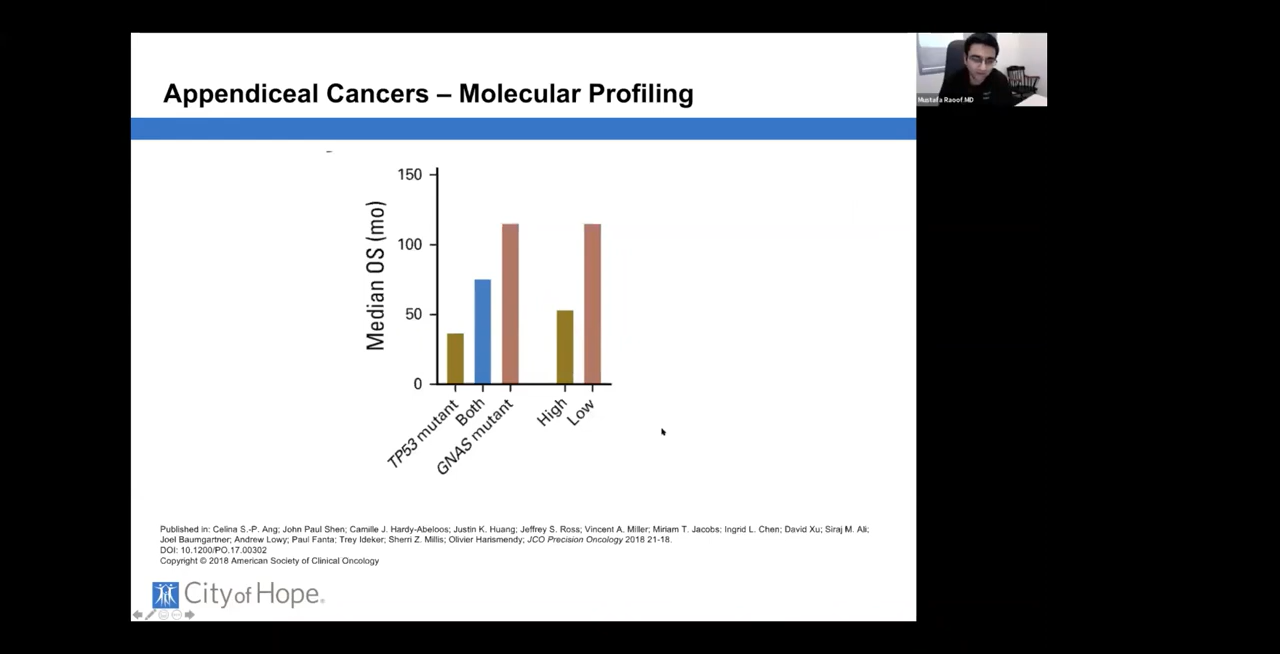 Appendiceal Cancers – Molecular Profiling
Mustafa Raoof MD
Median OS (mo)
150
100
50
0
TP53 mutant
Both
GNAS mutant
High
Low
Published in: Celina S.-P. Ang; John Paul Shen; Camille J. Hardy-Abeloos; Justin K. Huang; Jeffrey S. Ross; Vincent A. Miller; Miriam T. Jacobs; Ingrid L. Chen; David Xu; Siraj M. Ali;
Joel Baumgartner; Andrew Lowy; Paul Fanta; Trey Ideker; Sherri Z. Millis; Olivier Harismendy; JCO Precision Oncology 2018 21-18.
DOI: 10.1200/PO.17.00302
Copyright © 2018 American Society of Clinical Oncology
City of Hope®